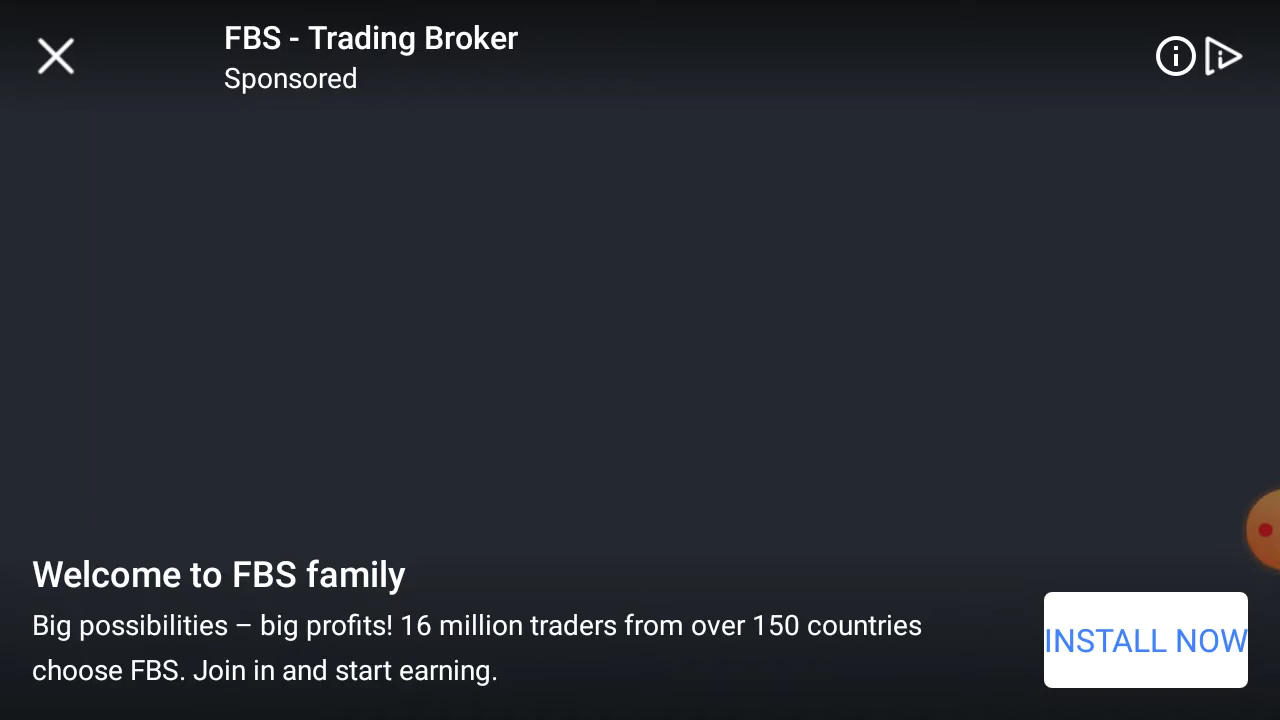 FBS - Trading Broker
Sponsored
Welcome to FBS family
Big possibilities – big profits! 16 million traders from over 150 countries
choose FBS. Join in and start earning.
INSTALL NOW